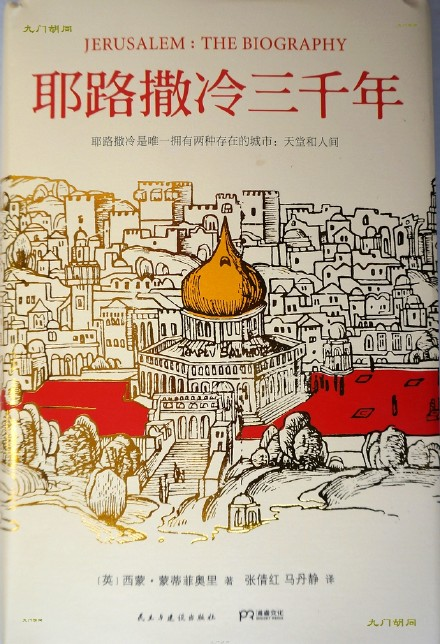 九门胡同
JERUSALEM : THE BIOGRAPHY
耶路撒冷三千年
耶路撒冷是唯一拥有两种存在的城市：天堂和人间
(英) 西蒙·蒙蒂菲奥里 著 张倩红 马丹静 译
民主与建设出版社
九门胡同